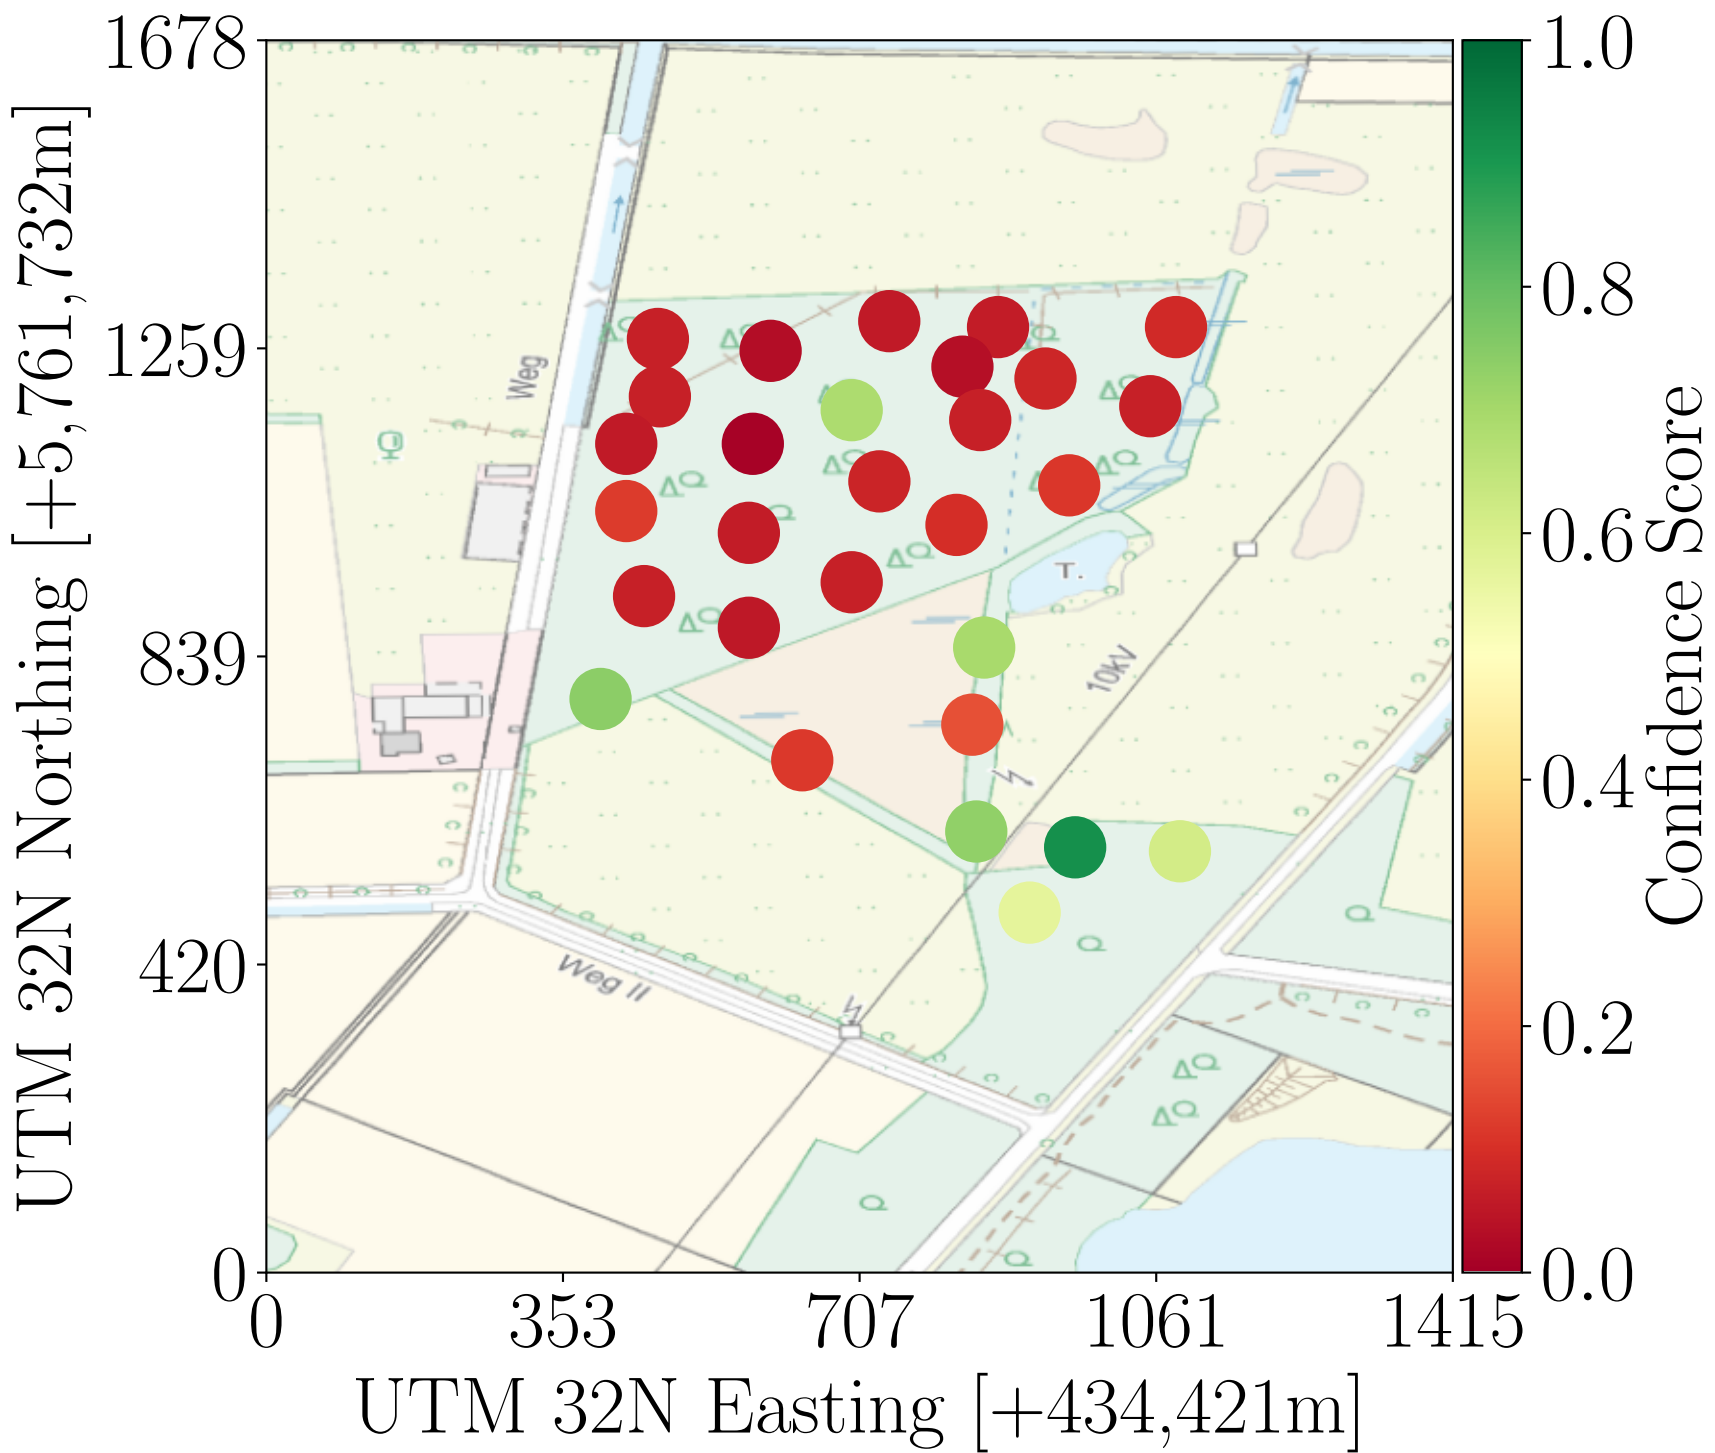 1678
1259
839
420
0
UTM 32N Northing [+5,761,732m]
0
353
707
1061
1415
UTM 32N Easting [+434,421m]
Weg
T.
10kV
Weg II
1.0
0.8
0.6
0.4
0.2
0.0
Confidence Score